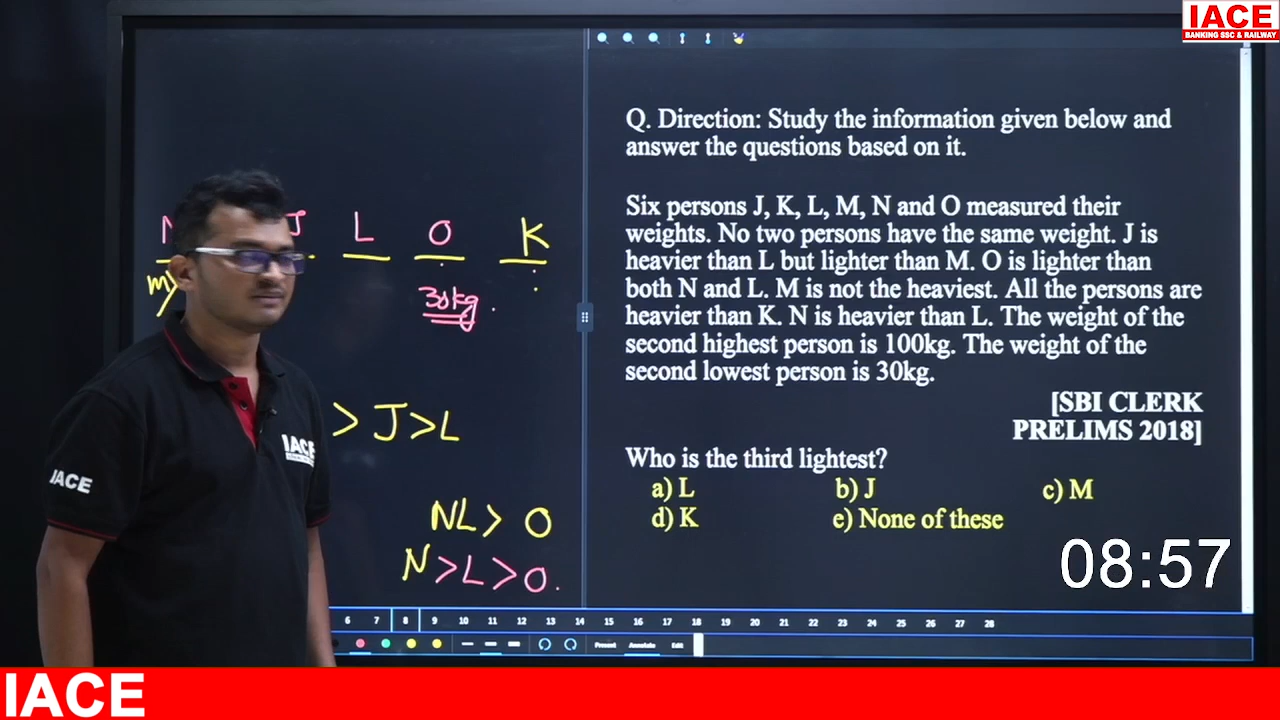 IACE
BANKING SSC & RAILWAY
Q. Direction: Study the information given below and
answer the questions based on it.
Six persons J, K, L, M, N and O measured their
weights. No two persons have the same weight. J is
heavier than L but lighter than M. O is lighter than
both N and L. M is not the heaviest. All the persons are
heavier than K. N is heavier than L. The weight of the
second highest person is 100kg. The weight of the
second lowest person is 30kg.
[SBI CLERK
PRELIMS 2018]
Who is the third lightest?
a) L b) J c) M
d) K e) None of these
08:57
J L O K
30kg
> J > L
NL > O
N > L > O.
IACE
IACE
6 7 8 9 10 11 12 13 14 15 16 17 18 19 20 21 22 23 24 25 26 27 28
Present Annotate Edit
IACE